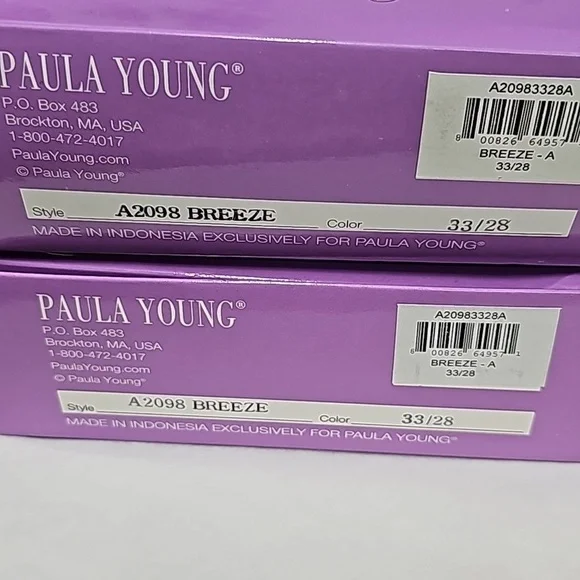 PAULA YOUNG®
P.O. Box 483
Brockton, MA, USA
1-800-472-4017
PaulaYoung.com
© Paula Young®
A20983328A
8 00826 64957
BREEZE - A
33/28
Style A2098 BREEZE Color 33/28
MADE IN INDONESIA EXCLUSIVELY FOR PAULA YOUNG®
PAULA YOUNG®
P.O. Box 483
Brockton, MA, USA
1-800-472-4017
PaulaYoung.com
© Paula Young®
A20983328A
8 00826 64957 1
BREEZE - A
33/28
Style A2098 BREEZE Color 33/28
MADE IN INDONESIA EXCLUSIVELY FOR PAULA YOUNG®